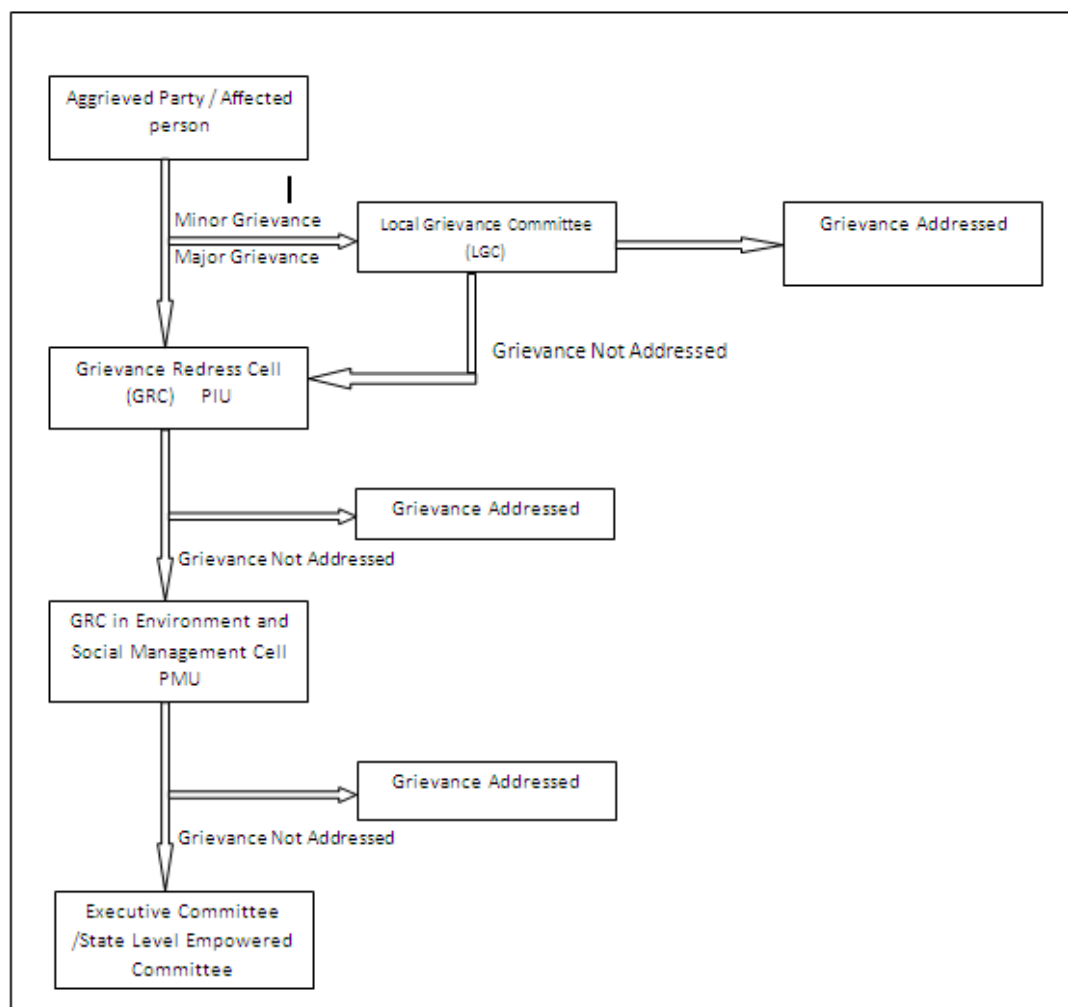 Aggrieved Party / Affected
person
Minor Grievance
Major Grievance
Local Grievance Committee
(LGC)
Grievance Addressed
Grievance Not Addressed
Grievance Redress Cell
(GRC) PIU
Grievance Addressed
Grievance Not Addressed
GRC in Environment and
Social Management Cell
PMU
Grievance Addressed
Grievance Not Addressed
Executive Committee
/State Level Empowered
Committee